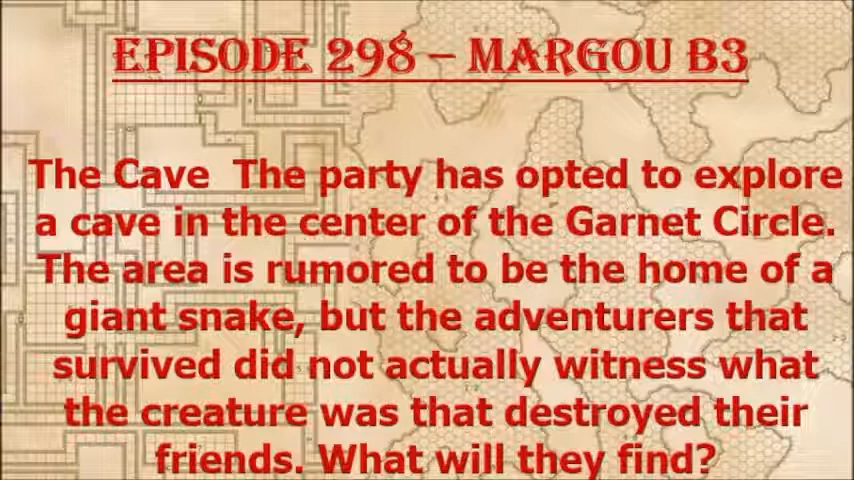 EPISODE 298 – MARGOU B3
The Cave  The party has opted to explore
a cave in the center of the Garnet Circle.
The area is rumored to be the home of a
giant snake, but the adventurers that
survived did not actually witness what
the creature was that destroyed their
friends. What will they find?